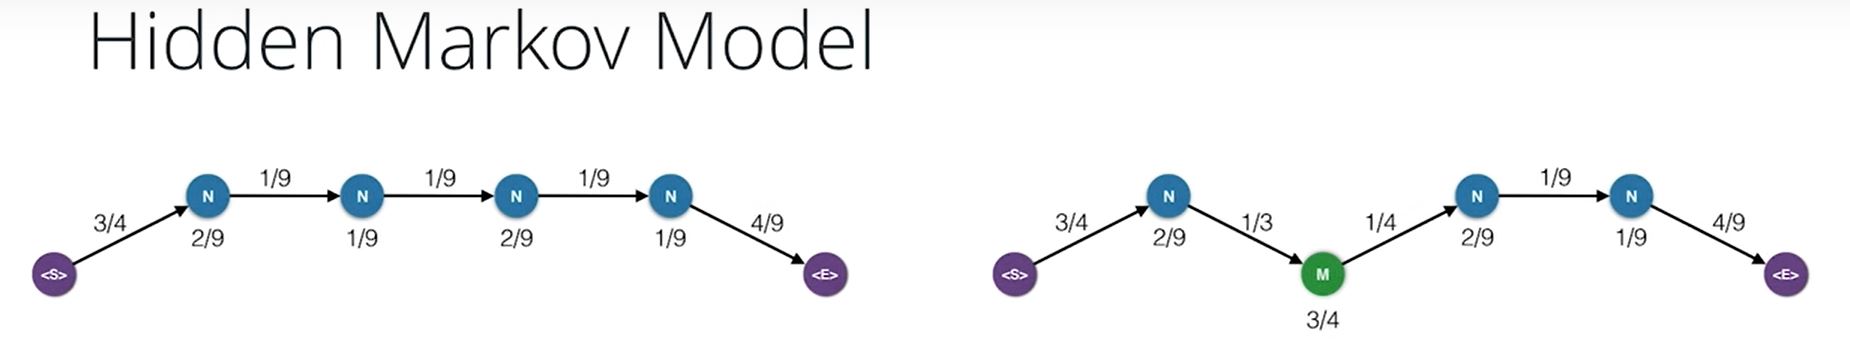 Hidden Markov Model
1/9 1/9 1/9 1/9
N N N N N N N
3/4 4/9 3/4 1/3 1/4 4/9
2/9 1/9 2/9 1/9 2/9 2/9 1/9
<S> <E> <S> M <E>
3/4